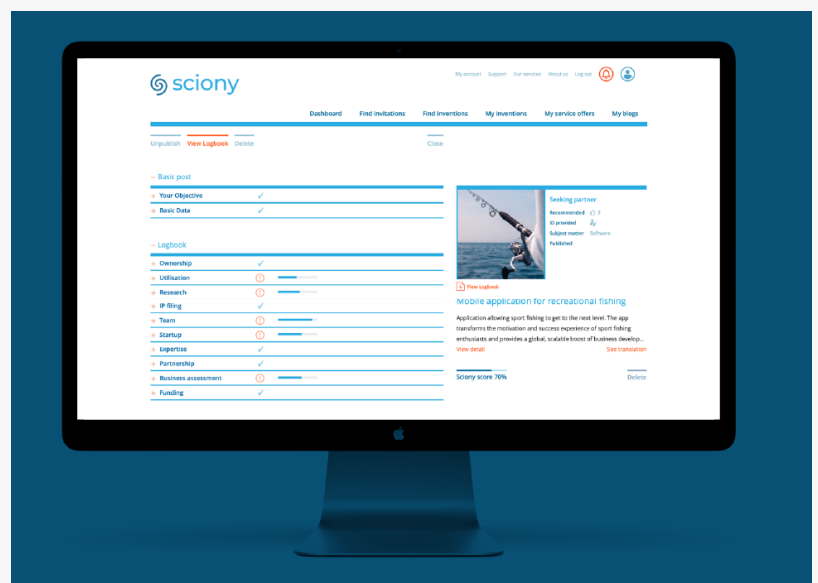 sciony
My account Support Our services About us Log out
Dashboard Find invitations Find inventions My inventions My service offers My blogs
Unpublish View Logbook Delete Close
Basic post
Your Objective
Basic Data
Logbook
Ownership
Utilisation
Research
IP filing
Team
Startup
Expertise
Partnership
Business assessment
Funding
Seeking partner
Recommended 3
ID provided
Subject matter Software
Published
View Logbook
Mobile application for recreational fishing
Application allowing sport fishing to get to the next level. The app
transforms the motivation and success experience of sport fishing
enthusiasts and provides a global, scalable boost of business develop...
View detail See translation
Sciony score 70% Delete